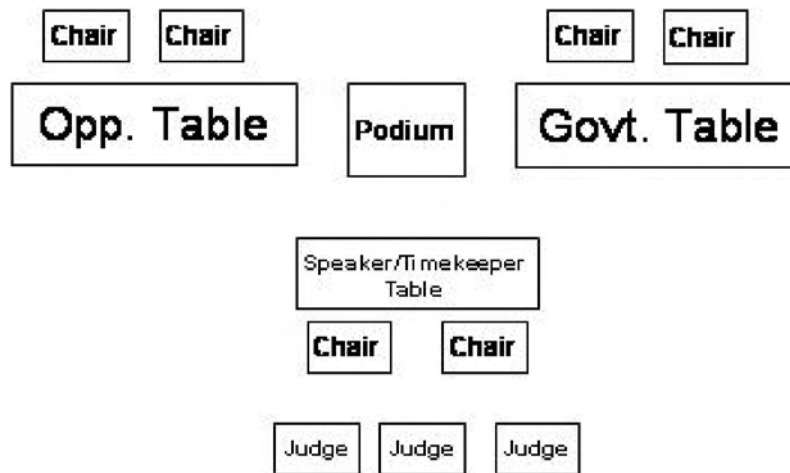 Chair Chair Chair Chair
Opp. Table Podium Govt. Table
Speaker/Timekeeper
Table
Chair Chair
Judge Judge Judge